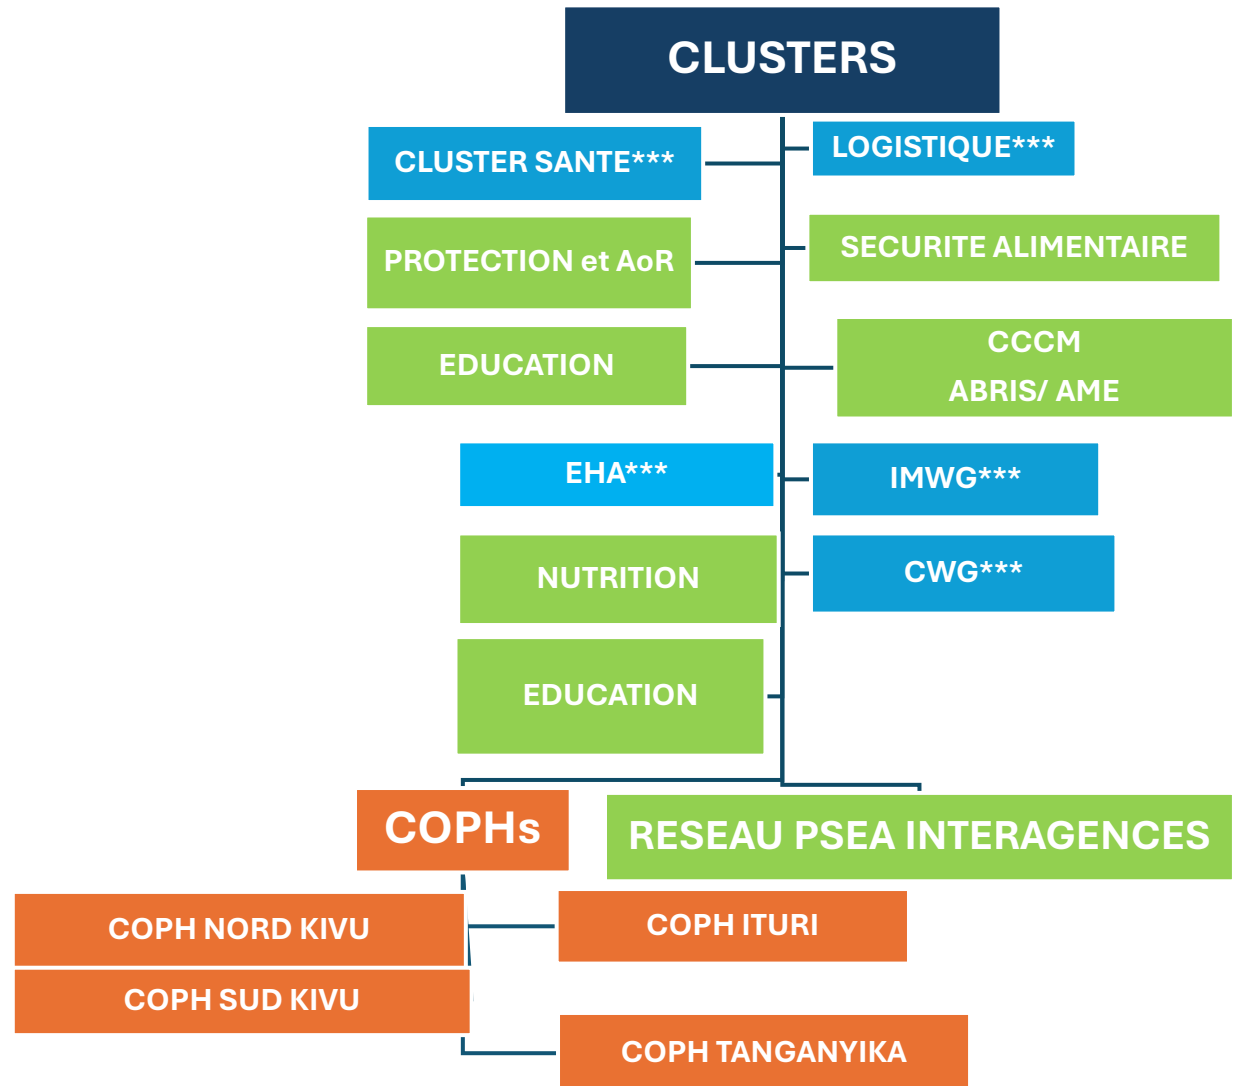 CLUSTERS
CLUSTER SANTE***
LOGISTIQUE***
PROTECTION et AoR
SECURITE ALIMENTAIRE
EDUCATION
CCCM
ABRIS/ AME
EHA***
IMWG***
NUTRITION
CWG***
EDUCATION
COPHs
RESEAU PSEA INTERAGENCES
COPH NORD KIVU
COPH ITURI
COPH SUD KIVU
COPH TANGANYIKA